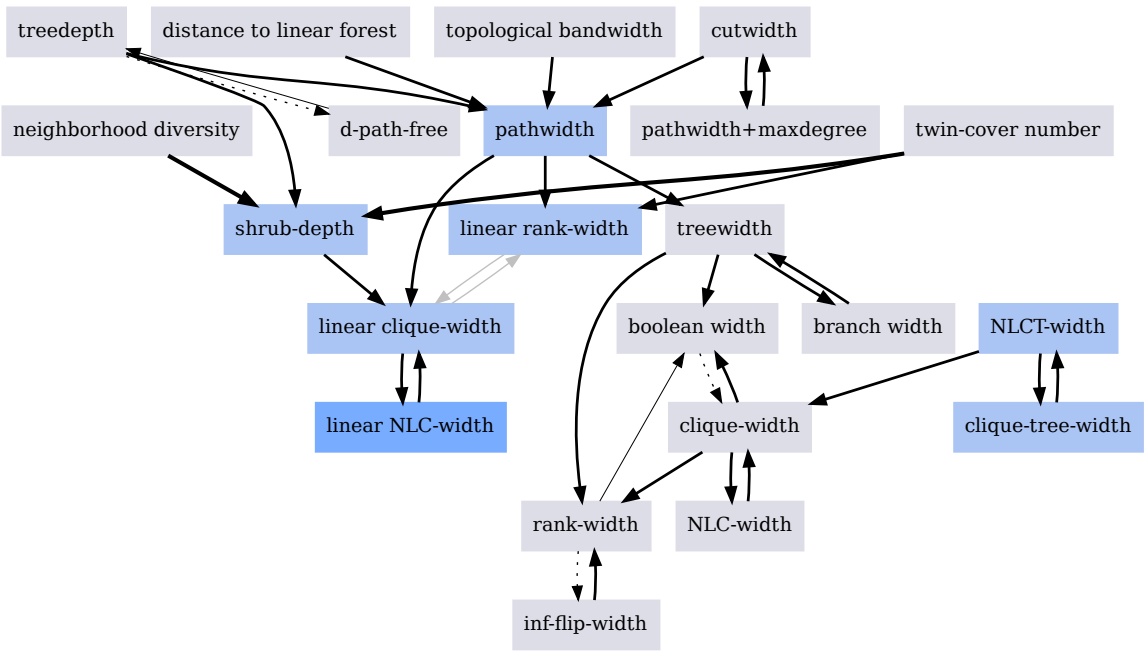 treedepth
distance to linear forest
topological bandwidth
cutwidth
neighborhood diversity
d-path-free
pathwidth
pathwidth+maxdegree
twin-cover number
shrub-depth
linear rank-width
treewidth
linear clique-width
boolean width
branch width
NLCT-width
linear NLC-width
clique-width
clique-tree-width
rank-width
NLC-width
inf-flip-width